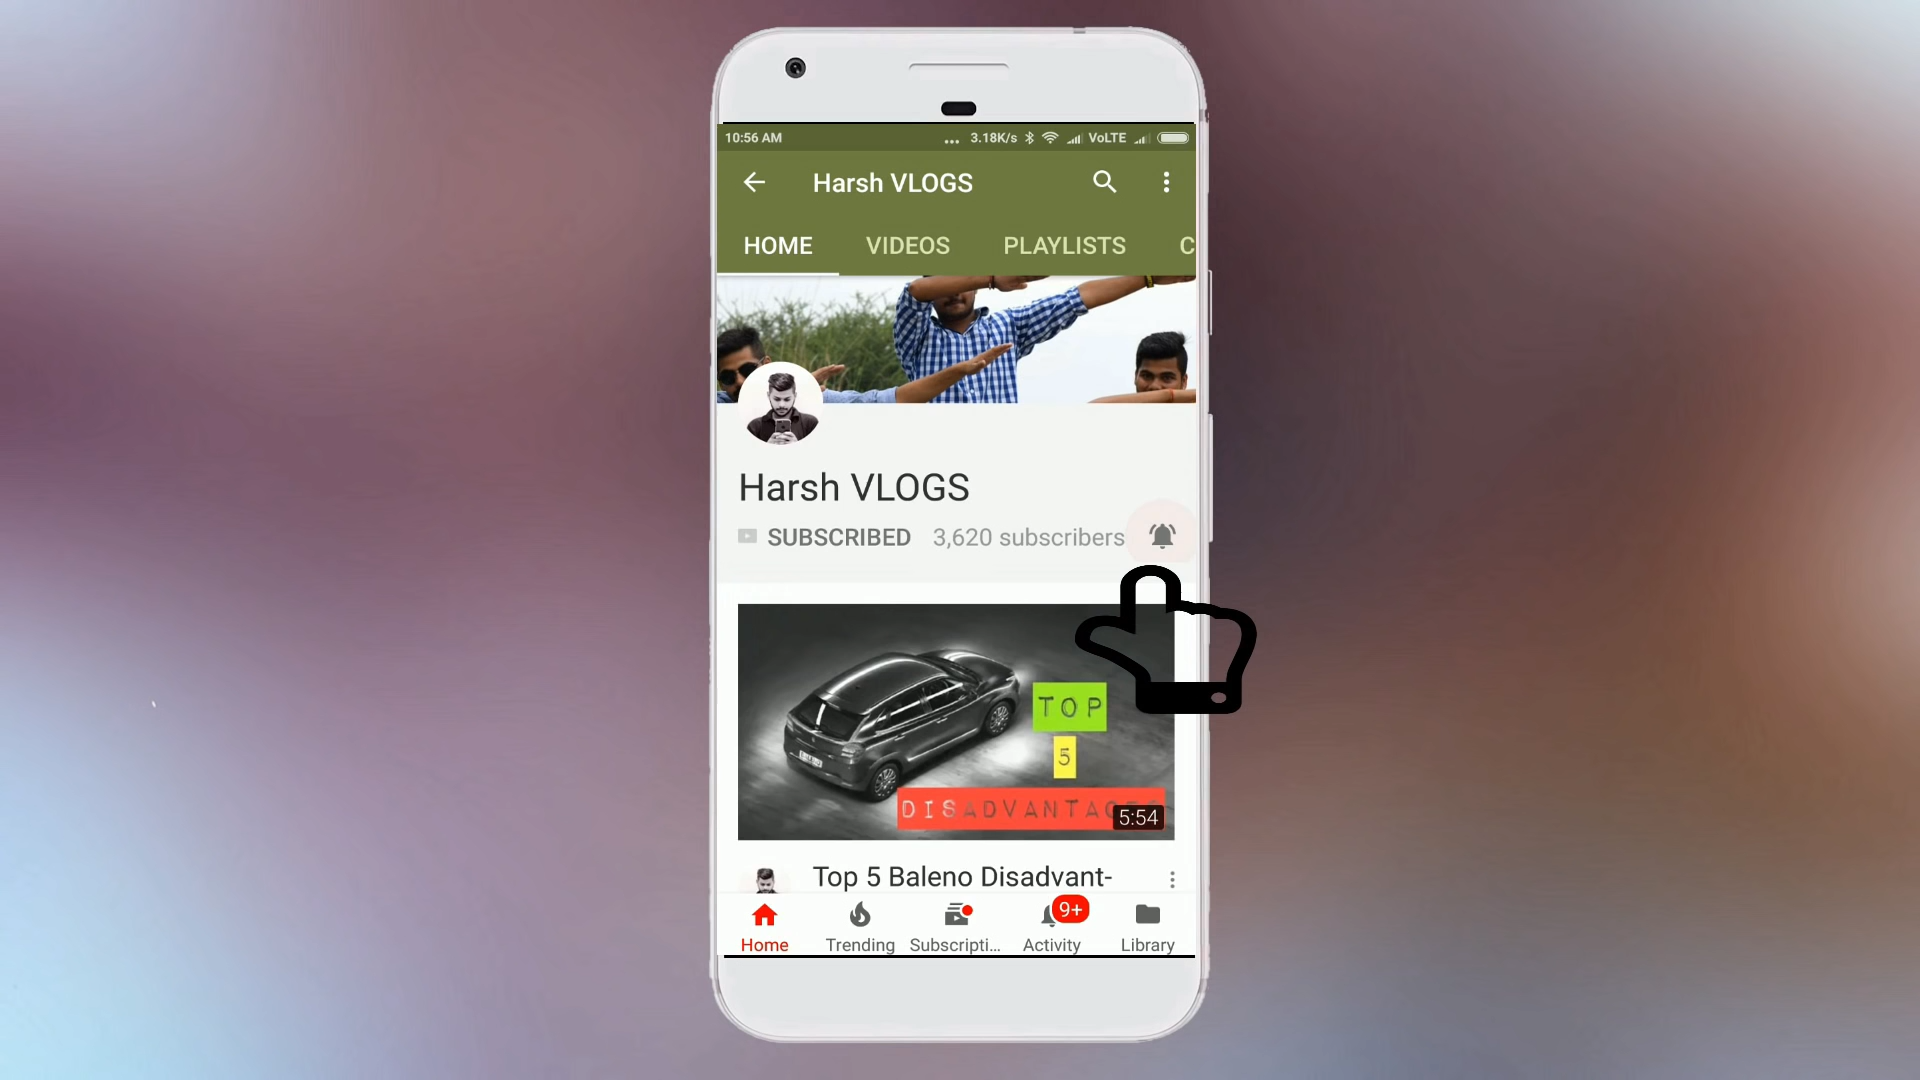 10:56 AM ... 3.18K/s VoLTE
Harsh VLOGS
HOME VIDEOS PLAYLISTS C
Harsh VLOGS
SUBSCRIBED 3,620 subscribers
TOP
5
DISADVANTAGES
5:54
Top 5 Baleno Disadvant-
9+
Home Trending Subscripti... Activity Library